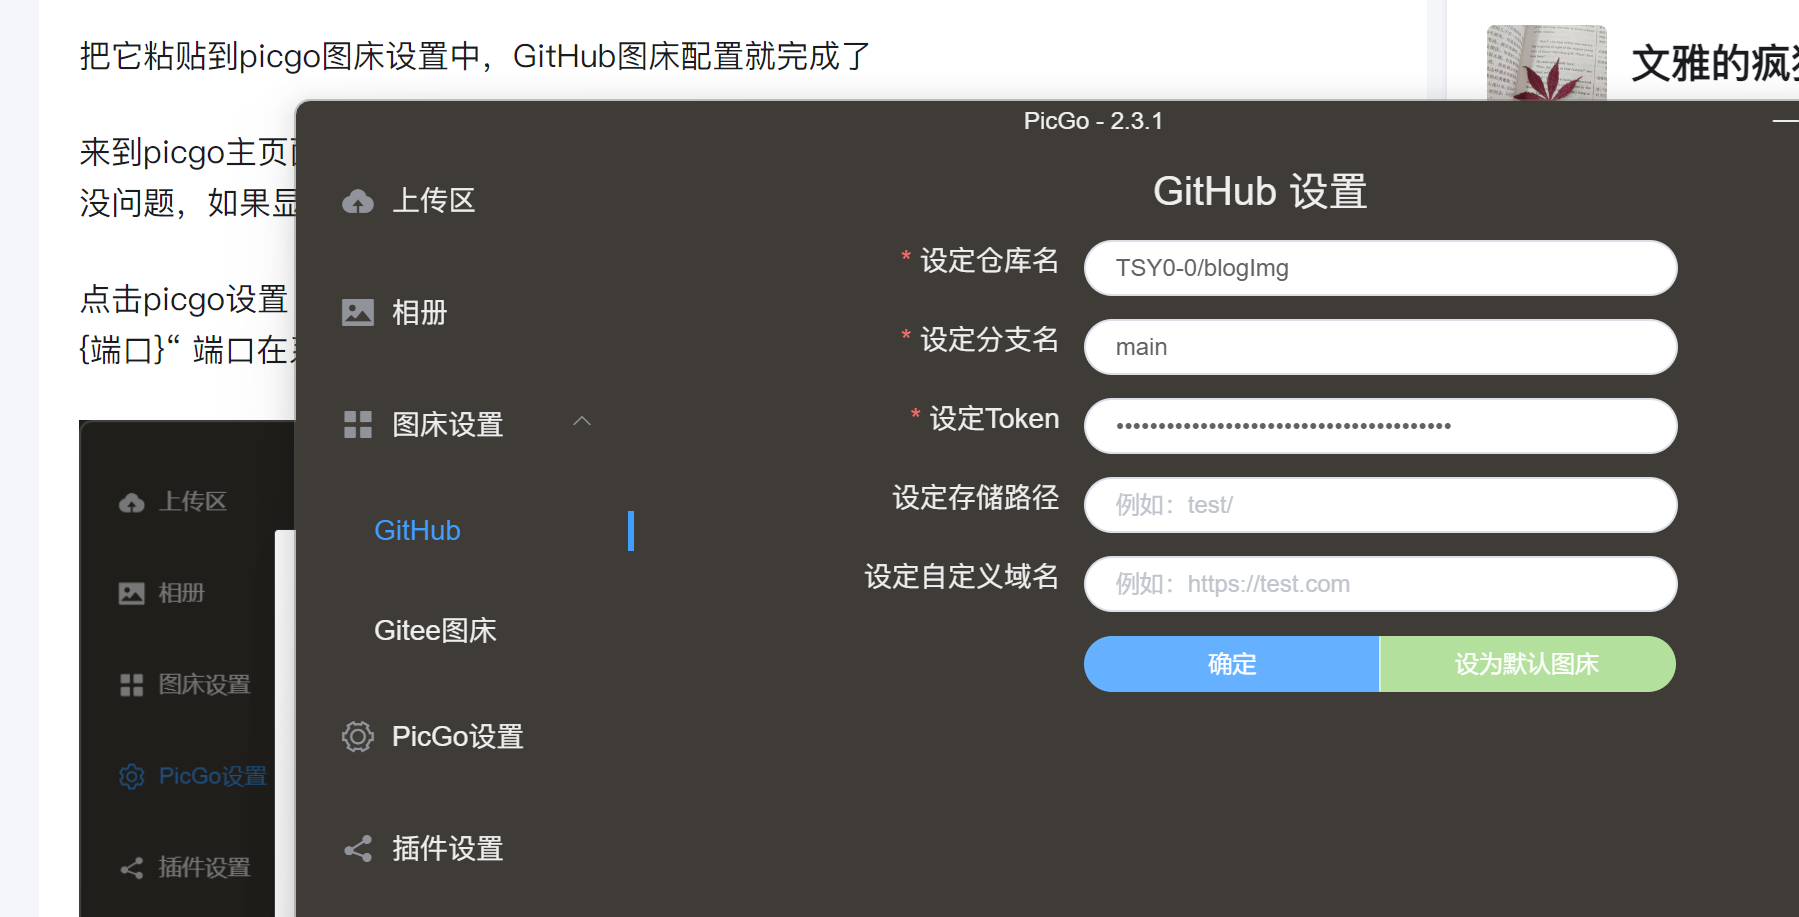 把它粘贴到picgo图床设置中，GitHub图床配置就完成了
文雅的疯
来到picgo主页
没问题，如果显
点击picgo设置
{端口}“ 端口在
上传区
相册
图床设置
PicGo设置
插件设置
PicGo - 2.3.1
上传区
相册
图床设置
GitHub
Gitee图床
PicGo设置
插件设置
GitHub 设置
* 设定仓库名
TSY0-0/blogImg
* 设定分支名
main
* 设定Token
••••••••••••••••••••••••••••••••••••••••
设定存储路径
例如：test/
设定自定义域名
例如：https://test.com
确定
设为默认图床